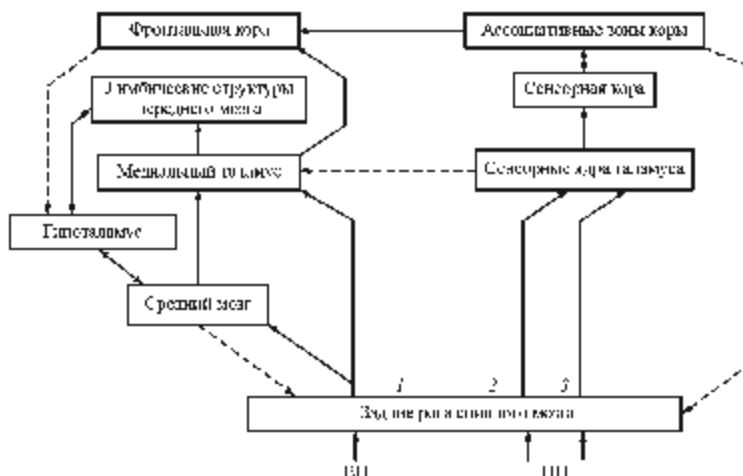 Фронтальная кора
Ассоциативные зоны коры
Лимбические структуры
переднего мозга
Сенсорная кора
Медиальный таламус
Сенсорные ядра таламуса
Гипоталамус
Средний мозг
1 2 3
Задние рога спинного мозга